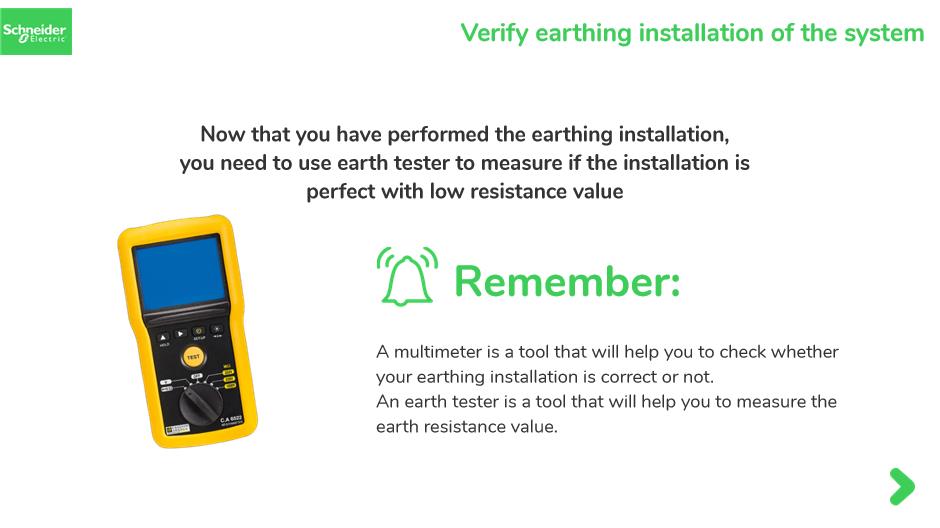 Schneider
Electric
Verify earthing installation of the system
Now that you have performed the earthing installation,
you need to use earth tester to measure if the installation is
perfect with low resistance value
Remember:
A multimeter is a tool that will help you to check whether
your earthing installation is correct or not.
An earth tester is a tool that will help you to measure the
earth resistance value.
HOLD
SET-UP
TEST
OFF
C.A 6522